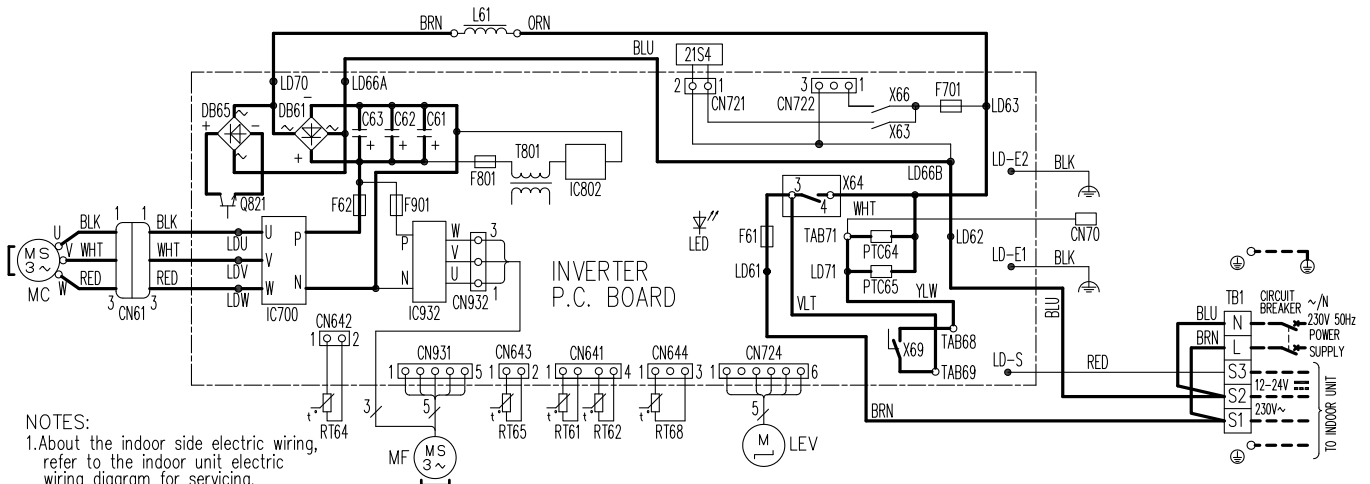 BRN L61 ORN
BLU
21S4
LD70 LD66A
2 1 CN721
3 1 CN722
X66 F701
X63
LD63
DB65 DB61
+ ~ - ~
- ~ ~ +
C63 C62 C61
+ + +
T801
F801
IC802
Q821
F62 F901
3 X64
4
WHT
LD66B
LD-E2 BLK
CN70
U BLK 1 1 BLK LDU U P
V WHT WHT LDV V
W RED 3 3 RED LDW W N
MS
3~
MC
CN61
IC700
P W 3
V
N U 1
IC932 CN932
INVERTER
P.C. BOARD
LED
F61
LD61
TAB71 PTC64
LD71 PTC65
LD62
LD-E1 BLK
VLT YLW
BLU
X69
TAB68
TAB69
LD-S RED
BRN
TB1
CIRCUIT
BREAKER
~/N
230V 50Hz
POWER
SUPPLY
BLU N
BRN L
S3
12-24V
S2
230V~
S1
TO INDOOR UNIT
CN642
1 2
CN931
1 5
CN643
1 2
CN641
1 4
CN644
1 3
CN724
1 6
3 5 5
t° RT64
t° RT65
t° RT61
t° RT62
t° RT68
MF MS
3~
M LEV
NOTES:
1.About the indoor side electric wiring,
refer to the indoor unit electric
wiring diagram for servicing.